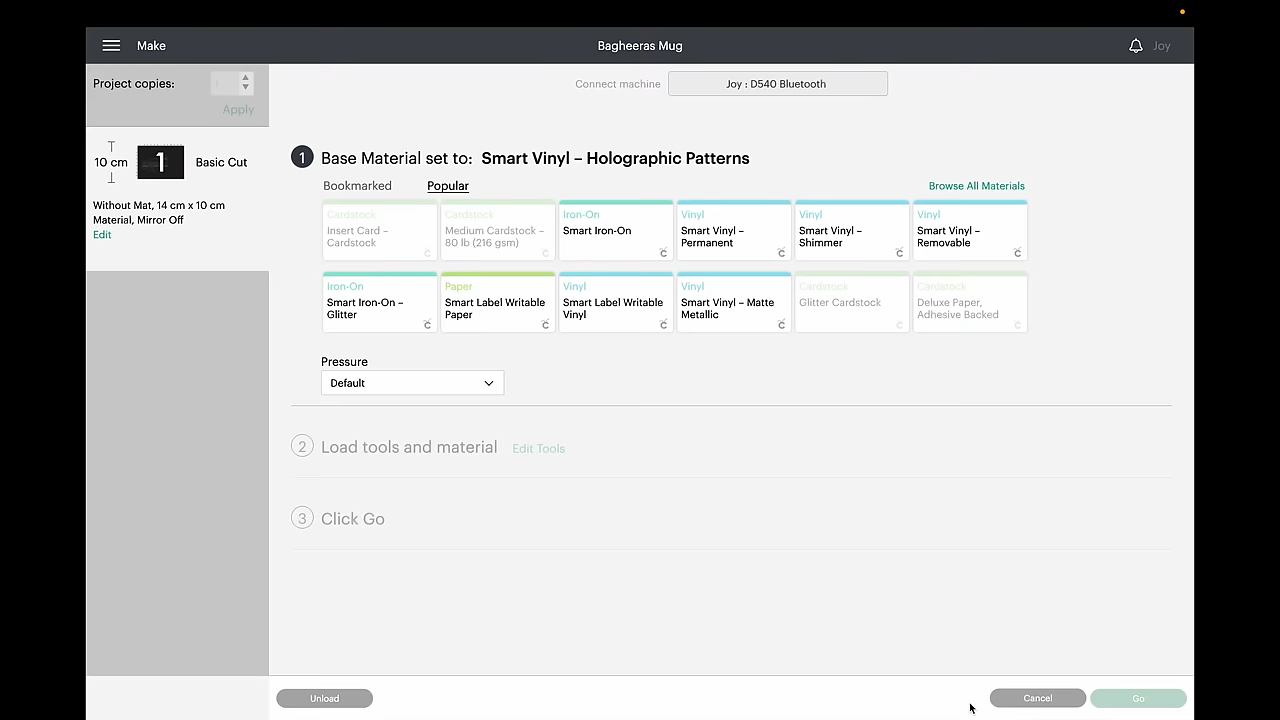 Make
Bagheeras Mug
Joy
Project copies:
Apply
Connect machine
Joy : D540 Bluetooth
10 cm
1
Basic Cut
Without Mat, 14 cm x 10 cm
Material, Mirror Off
Edit
1 Base Material set to: Smart Vinyl – Holographic Patterns
Bookmarked
Popular
Browse All Materials
Cardstock
Insert Card –
Cardstock
Cardstock
Medium Cardstock –
80 lb (216 gsm)
Iron-On
Smart Iron-On
Vinyl
Smart Vinyl –
Permanent
Vinyl
Smart Vinyl –
Shimmer
Vinyl
Smart Vinyl –
Removable
Iron-On
Smart Iron-On –
Glitter
Paper
Smart Label Writable
Paper
Vinyl
Smart Label Writable
Vinyl
Vinyl
Smart Vinyl – Matte
Metallic
Cardstock
Glitter Cardstock
Cardstock
Deluxe Paper,
Adhesive Backed
Pressure
Default
2 Load tools and material Edit Tools
3 Click Go
Unload
Cancel
Go